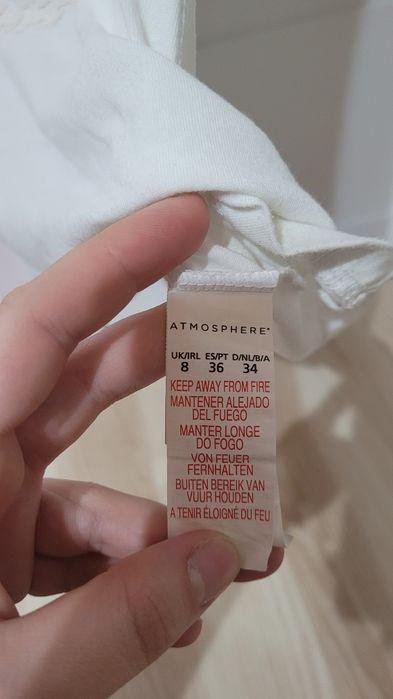 ATMOSPHERE®
UK/IRL ES/PT D/NL/B/A
8 36 34
KEEP AWAY FROM FIRE
MANTENER ALEJADO
DEL FUEGO
MANTER LONGE
DO FOGO
VON FEUER
FERNHALTEN
BUITEN BEREIK VAN
VUUR HOUDEN
A TENIR ÉLOIGNÉ DU FEU